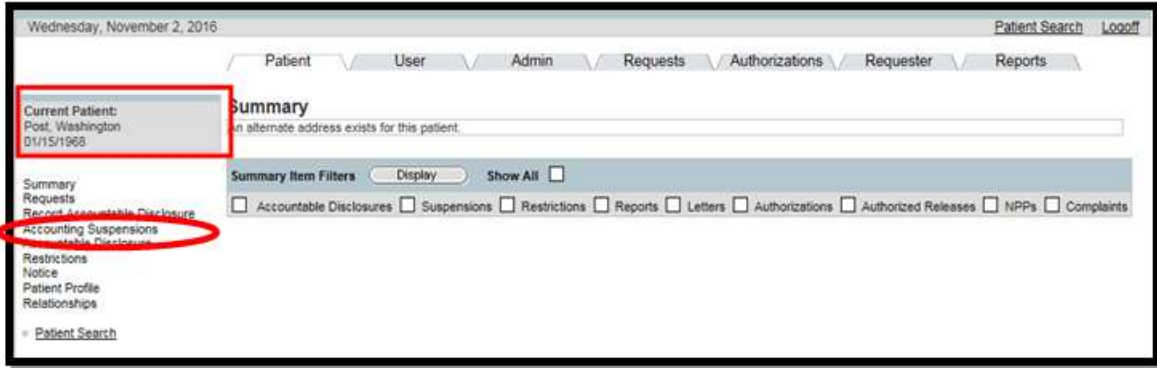 Wednesday, November 2, 2016 Patient Search Logoff
Patient User Admin Requests Authorizations Requester Reports
Current Patient:
Post, Washington
01/15/1968
Summary
An alternate address exists for this patient.
Summary Item Filters Display Show All
Accountable Disclosures Suspensions Restrictions Reports Letters Authorizations Authorized Releases NPPs Complaints
Summary
Requests
Record Accountable Disclosure
Accounting Suspensions
Accountable Disclosure
Restrictions
Notice
Patient Profile
Relationships
Patient Search